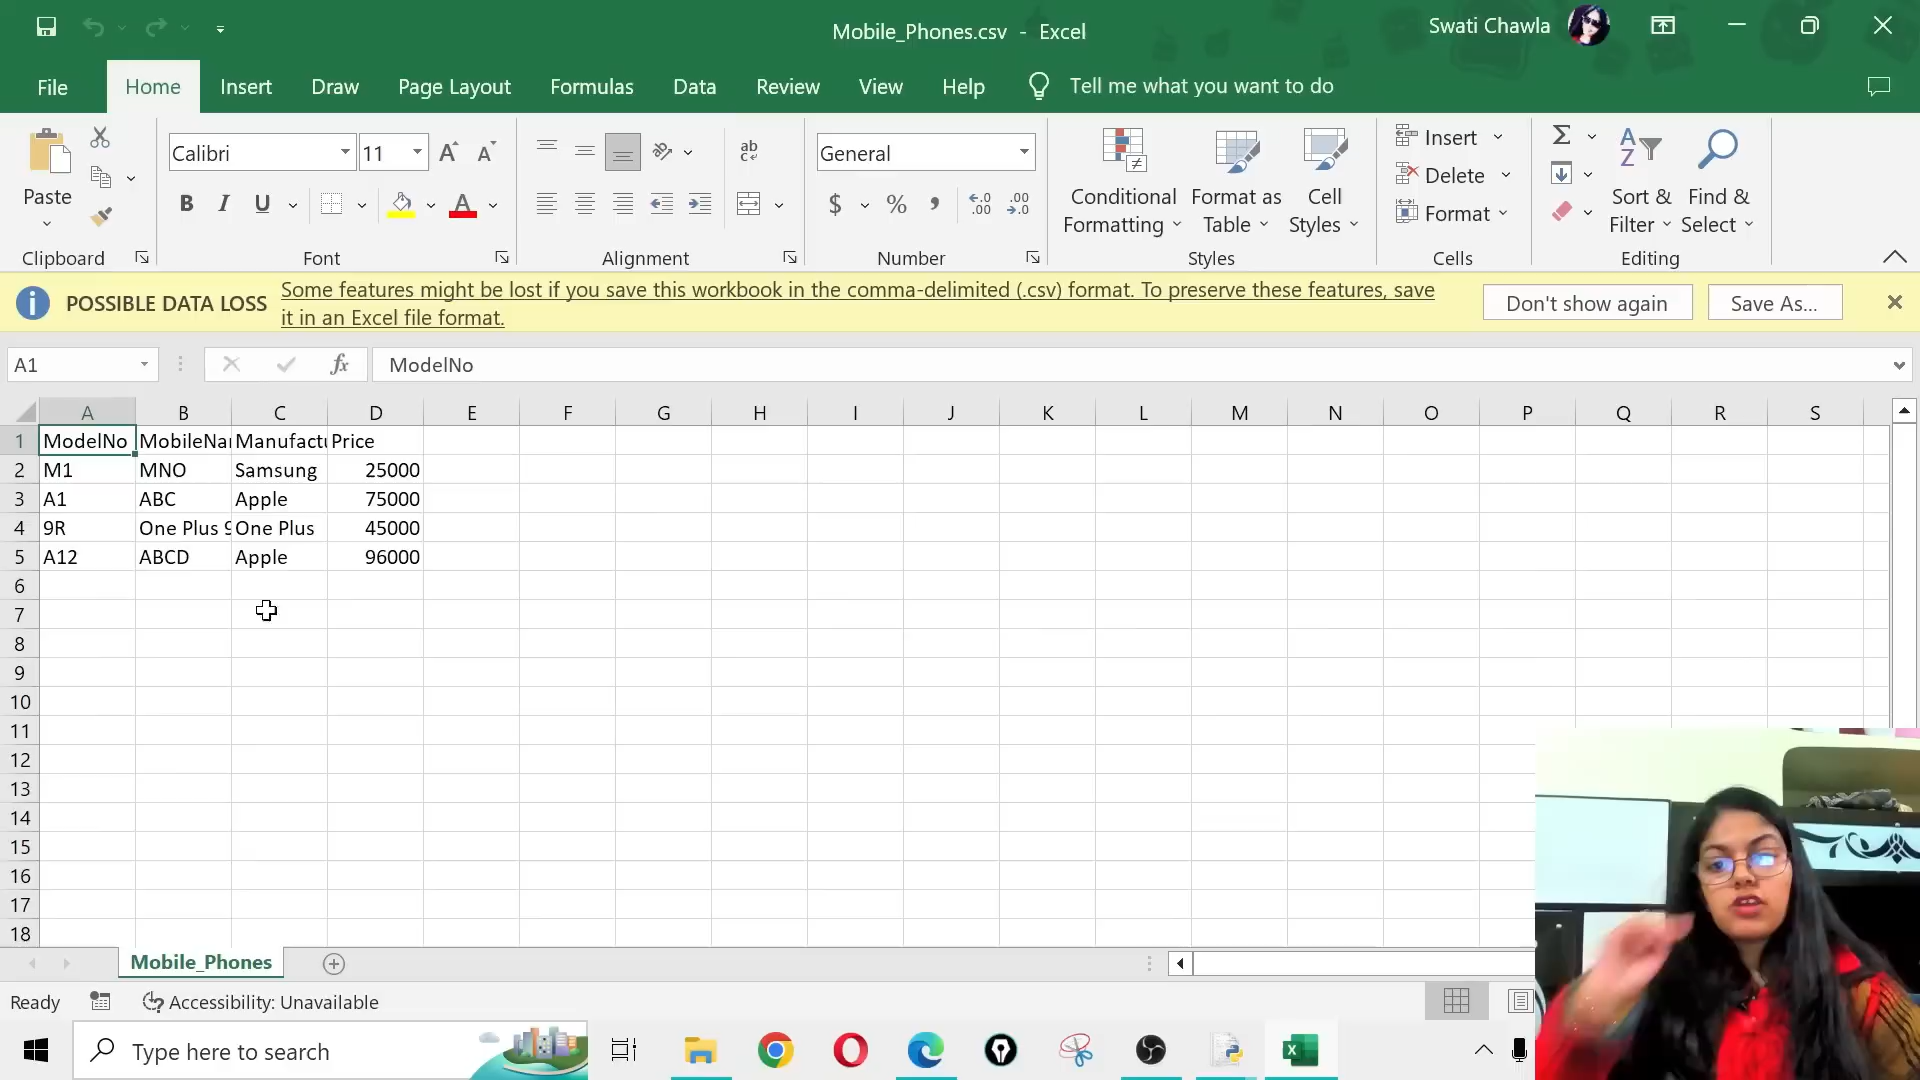 Mobile_Phones.csv - Excel
Swati Chawla
File Home Insert Draw Page Layout Formulas Data Review View Help Tell me what you want to do
Paste
Clipboard
Calibri 11
B I U
Font
ab
Alignment
General
$ % , .00
Number
Conditional Formatting
Format as Table
Cell Styles
Styles
Insert
Delete
Format
Cells
Sort & Filter
Find & Select
Editing
POSSIBLE DATA LOSS Some features might be lost if you save this workbook in the comma-delimited (.csv) format. To preserve these features, save
it in an Excel file format.
Don't show again Save As...
A1 fx ModelNo
A B C D E F G H I J K L M N O P Q R S
1 ModelNo MobileNa Manufactu Price
2 M1 MNO Samsung 25000
3 A1 ABC Apple 75000
4 9R One Plus 9 One Plus 45000
5 A12 ABCD Apple 96000
6
7
8
9
10
11
12
13
14
15
16
17
18
Mobile_Phones
Ready Accessibility: Unavailable
Type here to search